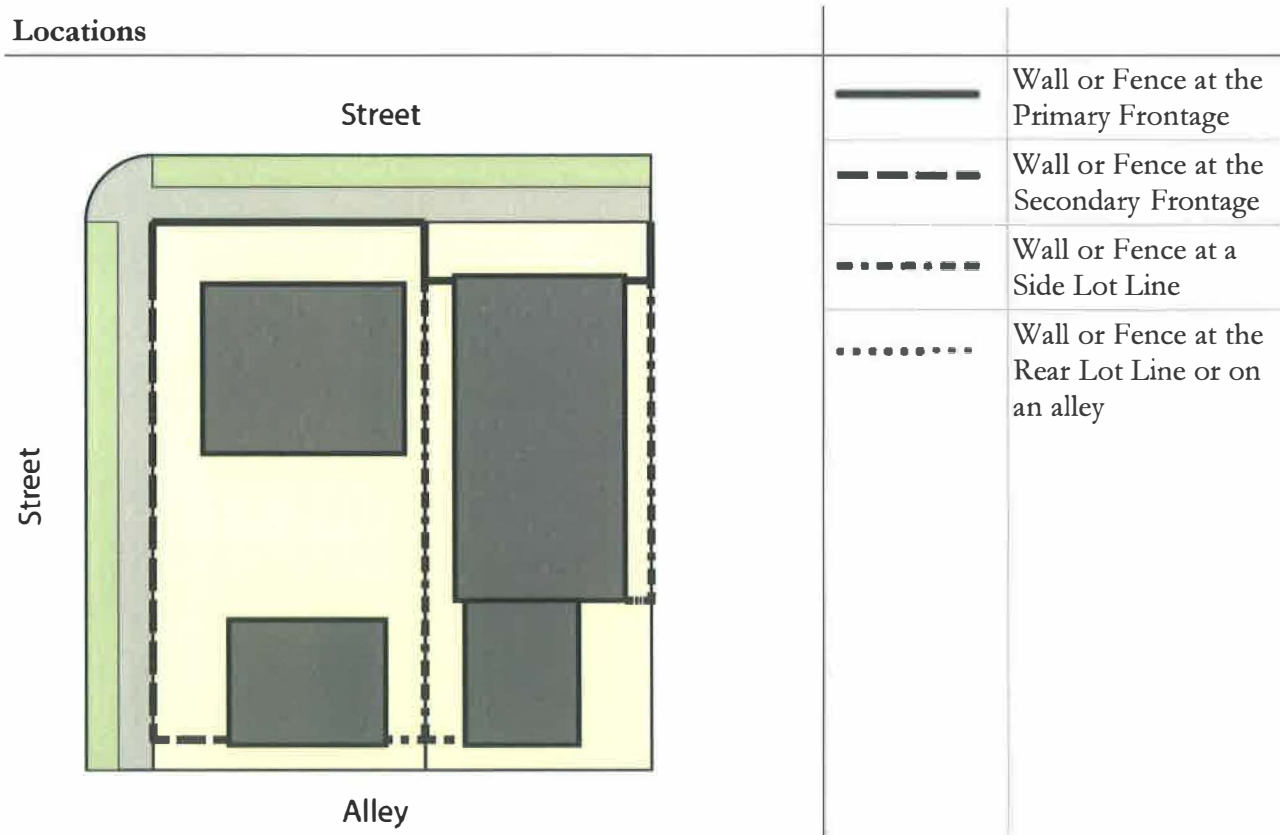 Locations
Street
Street
Alley
Wall or Fence at the
Primary Frontage
Wall or Fence at the
Secondary Frontage
Wall or Fence at a
Side Lot Line
Wall or Fence at the
Rear Lot Line or on
an alley